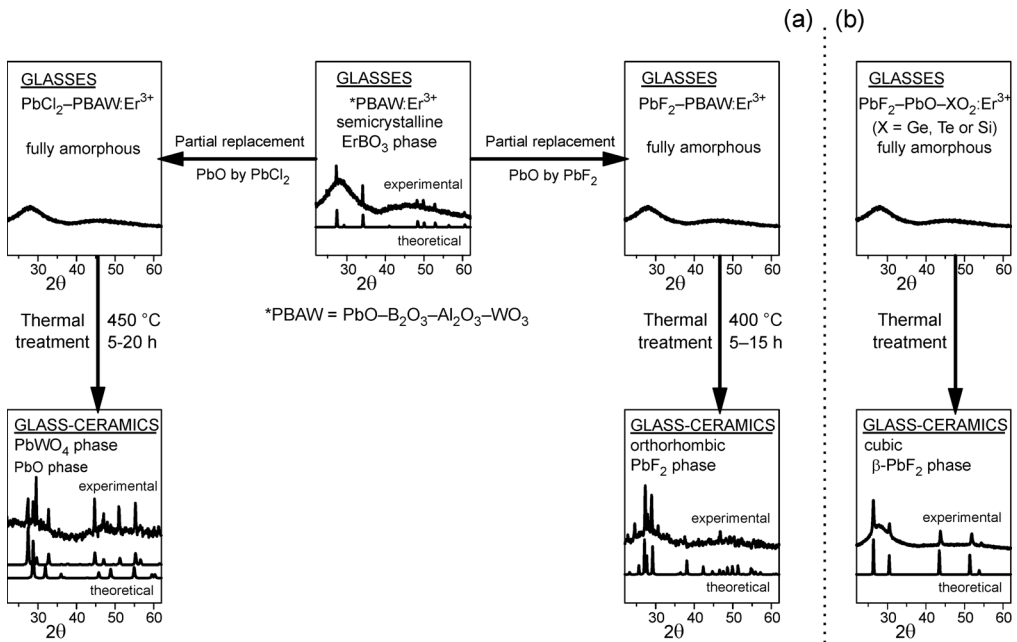 (a) (b)
GLASSES
PbCl₂–PBAW:Er³⁺
fully amorphous
30 40 50 60
2θ
Partial replacement
PbO by PbCl₂
GLASSES
*PBAW:Er³⁺
semicrystalline
ErBO₃ phase
experimental
theoretical
30 40 50 60
2θ
Partial replacement
PbO by PbF₂
GLASSES
PbF₂–PBAW:Er³⁺
fully amorphous
30 40 50 60
2θ
GLASSES
PbF₂–PbO–XO₂:Er³⁺
(X = Ge, Te or Si)
fully amorphous
30 40 50 60
2θ
*PBAW = PbO–B₂O₃–Al₂O₃–WO₃
Thermal treatment
450 °C
5-20 h
Thermal treatment
400 °C
5–15 h
Thermal treatment
GLASS-CERAMICS
PbWO₄ phase
PbO phase
experimental
theoretical
30 40 50 60
2θ
GLASS-CERAMICS
orthorhombic
PbF₂ phase
experimental
theoretical
30 40 50 60
2θ
GLASS-CERAMICS
cubic
β-PbF₂ phase
experimental
theoretical
30 40 50 60
2θ